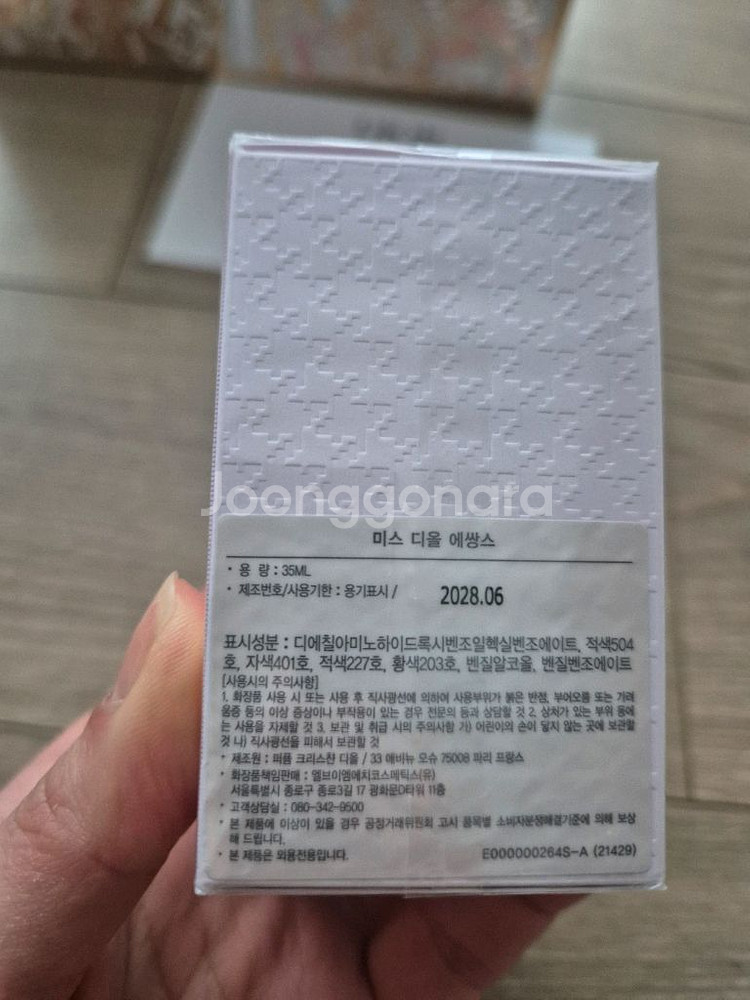 Joonggonara
미스 디올 에쌍스
· 용 량 : 35ML
· 제조번호/사용기한 : 용기표시 / 2028.06
표시성분 : 디에칠아미노하이드록시벤조일헥실벤조에이트, 적색504
호, 자색401호, 적색227호, 황색203호, 벤질알코올, 벤질벤조에이트
[사용시의 주의사항]
1. 화장품 사용 시 또는 사용 후 직사광선에 의하여 사용부위가 붉은 반점, 부어오름 또는 가려
움증 등의 이상 증상이나 부작용이 있는 경우 전문의 등과 상담할 것 2. 상처가 있는 부위 등에
는 사용을 자제할 것 3. 보관 및 취급 시의 주의사항 가) 어린이의 손이 닿지 않는 곳에 보관할
것 나) 직사광선을 피해서 보관할 것
· 제조원 : 퍼퓸 크리스챤 디올 / 33 애비뉴 오슈 75008 파리 프랑스
· 화장품책임판매 : 엘브이엠에치코스메틱스(유)
서울특별시 종로구 종로3길 17 광화문D타워 11층
· 고객상담실 : 080-342-9500
· 본 제품에 이상이 있을 경우 공정거래위원회 고시 품목별 소비자분쟁해결기준에 의해 보상
해 드립니다.
· 본 제품은 외용전용입니다.
E000000264S-A (21429)